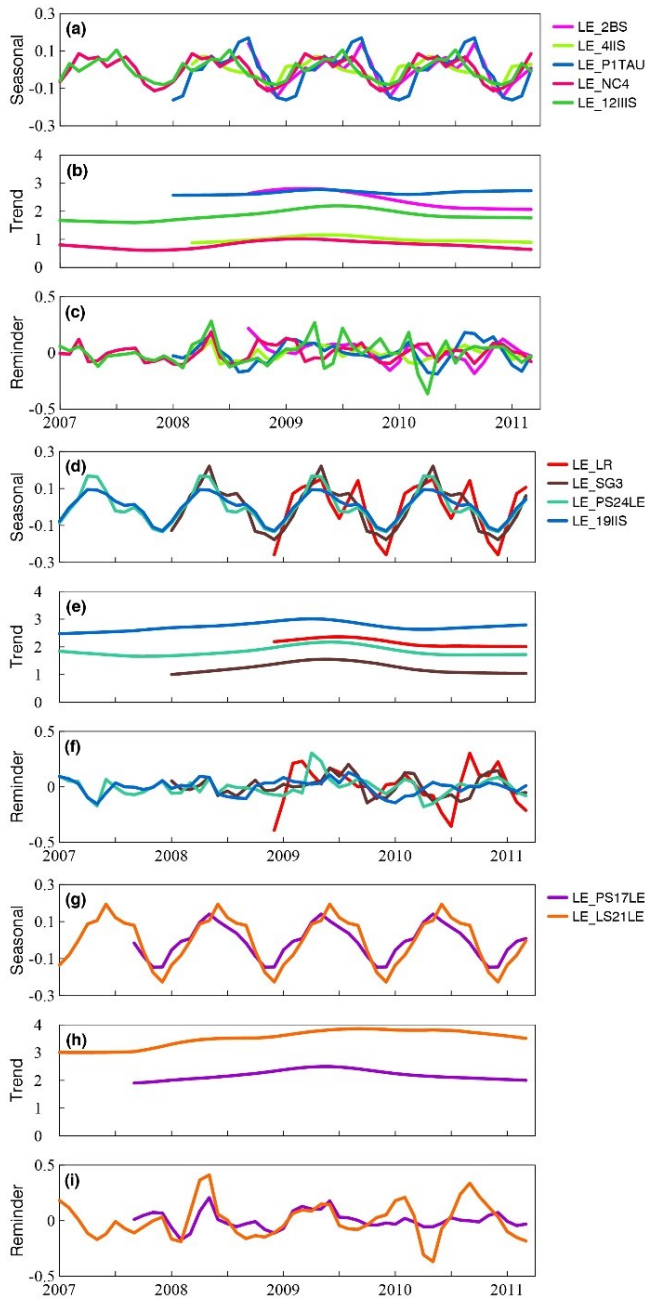 (a)
Seasonal
0.3
0.1
-0.1
-0.3
LE_2BS
LE_4IIS
LE_P1TAU
LE_NC4
LE_12IIIS
(b)
Trend
4
3
2
1
0
(c)
Reminder
0.5
0
-0.5
2007 2008 2009 2010 2011
(d)
Seasonal
0.3
0.1
-0.1
-0.3
LE_LR
LE_SG3
LE_PS24LE
LE_19IIS
(e)
Trend
4
3
2
1
0
(f)
Reminder
0.5
0
-0.5
2007 2008 2009 2010 2011
(g)
Seasonal
0.3
0.1
-0.1
-0.3
LE_PS17LE
LE_LS21LE
(h)
Trend
4
3
2
1
0
(i)
Reminder
0.5
0
-0.5
2007 2008 2009 2010 2011